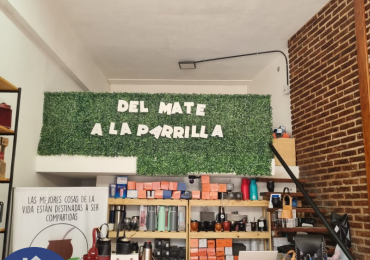 DEL MATE
A LA PARRILLA
LAS MEJORES COSAS DE LA
VIDA ESTÁN DESTINADAS A SER
COMPARTIDAS